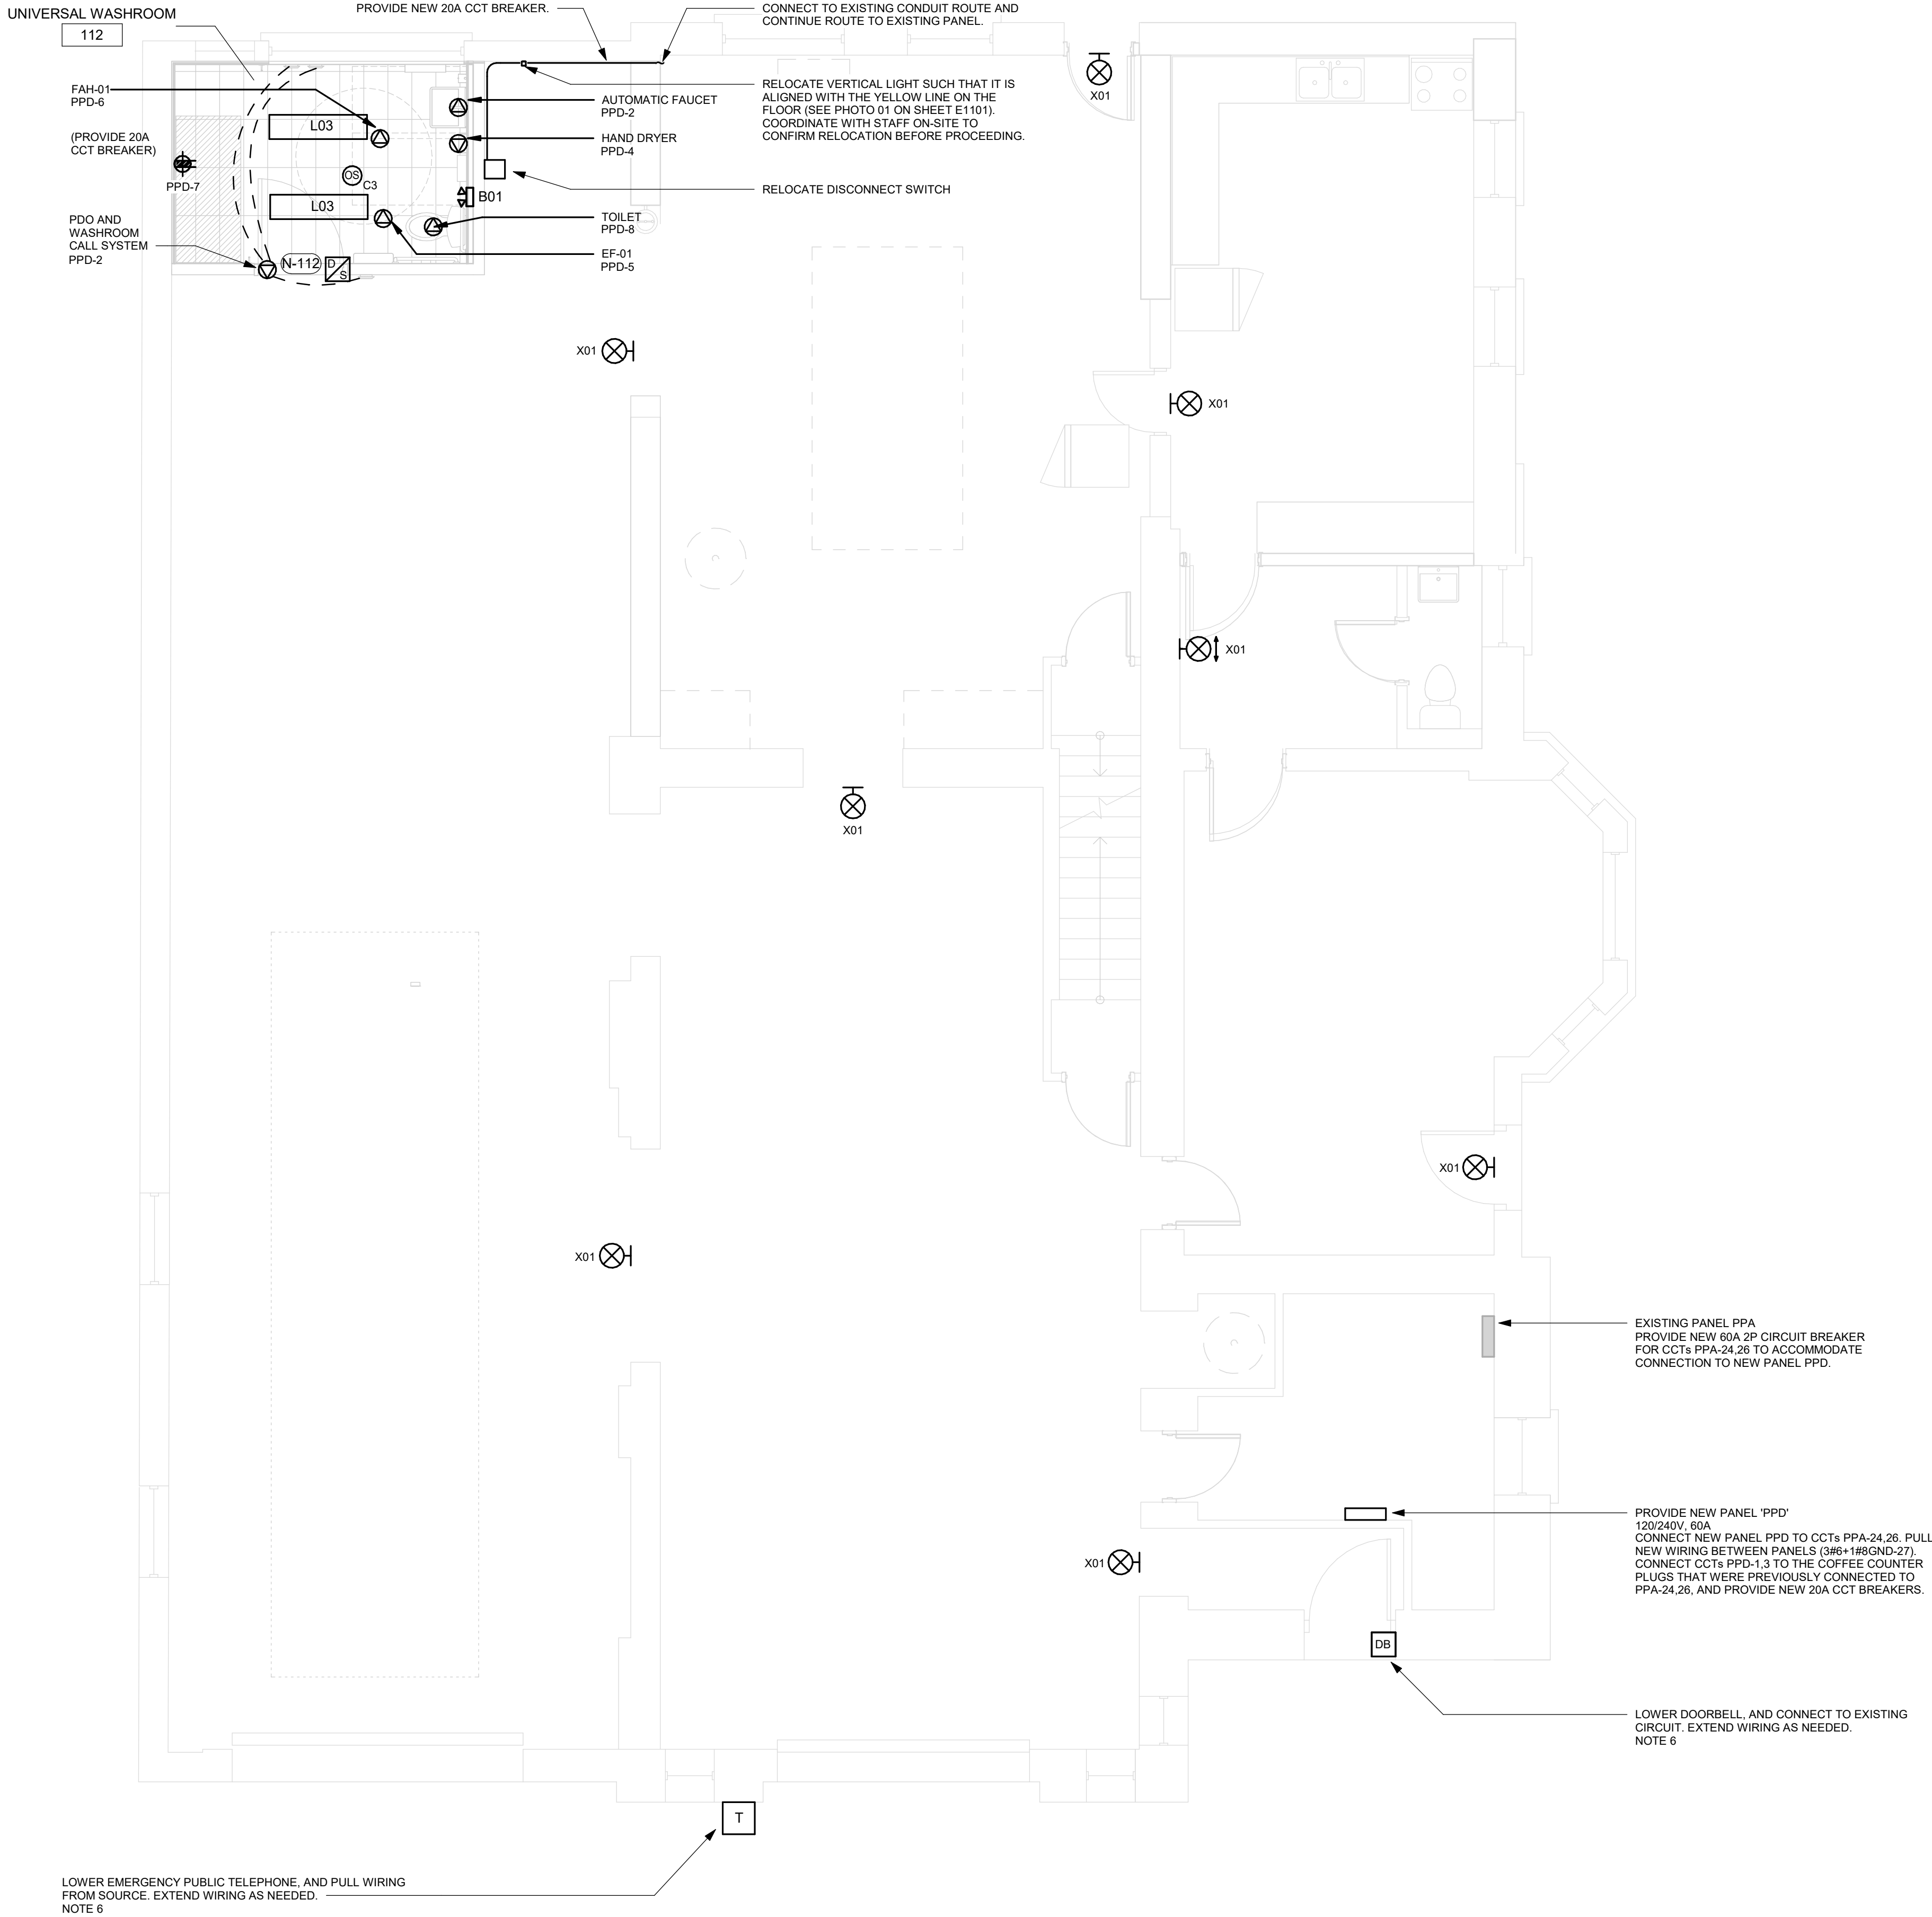 UNIVERSAL WASHROOM
112
PROVIDE NEW 20A CCT BREAKER.
CONNECT TO EXISTING CONDUIT ROUTE AND
CONTINUE ROUTE TO EXISTING PANEL.
FAH-01
PPD-6
(PROVIDE 20A
CCT BREAKER)
PPD-7
PDO AND
WASHROOM
CALL SYSTEM
PPD-2
L03
OS
C3
L03
B01
N-112
D
S
AUTOMATIC FAUCET
PPD-2
HAND DRYER
PPD-4
TOILET
PPD-8
EF-01
PPD-5
RELOCATE VERTICAL LIGHT SUCH THAT IT IS
ALIGNED WITH THE YELLOW LINE ON THE
FLOOR (SEE PHOTO 01 ON SHEET E1101).
COORDINATE WITH STAFF ON-SITE TO
CONFIRM RELOCATION BEFORE PROCEEDING.
RELOCATE DISCONNECT SWITCH
X01
X01
X01
X01
X01
X01
X01
X01
EXISTING PANEL PPA
PROVIDE NEW 60A 2P CIRCUIT BREAKER
FOR CCTs PPA-24,26 TO ACCOMMODATE
CONNECTION TO NEW PANEL PPD.
PROVIDE NEW PANEL 'PPD'
120/240V, 60A
CONNECT NEW PANEL PPD TO CCTs PPA-24,26. PULL
NEW WIRING BETWEEN PANELS (3#6+1#8GND-27).
CONNECT CCTs PPD-1,3 TO THE COFFEE COUNTER
PLUGS THAT WERE PREVIOUSLY CONNECTED TO
PPA-24,26, AND PROVIDE NEW 20A CCT BREAKERS.
DB
LOWER DOORBELL, AND CONNECT TO EXISTING
CIRCUIT. EXTEND WIRING AS NEEDED.
NOTE 6
T
LOWER EMERGENCY PUBLIC TELEPHONE, AND PULL WIRING
FROM SOURCE. EXTEND WIRING AS NEEDED.
NOTE 6